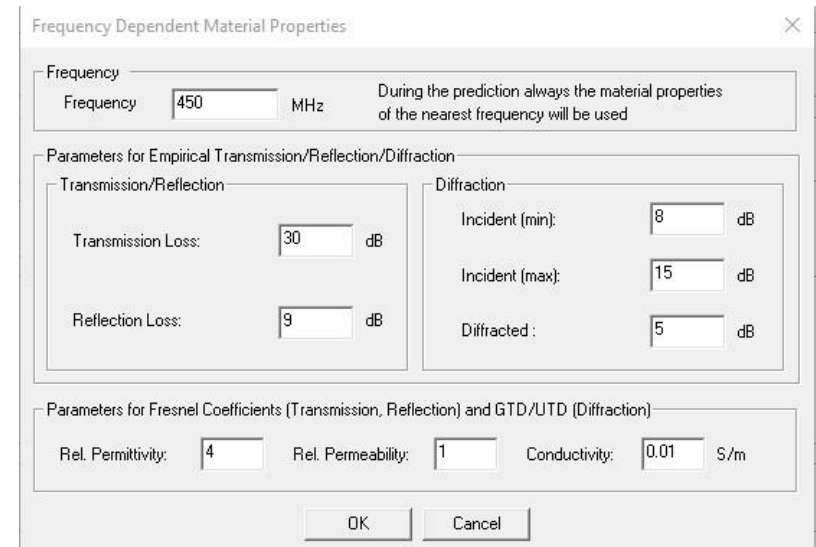 Frequency Dependent Material Properties
Frequency
Frequency 450 MHz
During the prediction always the material properties
of the nearest frequency will be used
Parameters for Empirical Transmission/Reflection/Diffraction
Transmission/Reflection
Transmission Loss: 30 dB
Reflection Loss: 9 dB
Diffraction
Incident (min): 8 dB
Incident (max): 15 dB
Diffracted : 5 dB
Parameters for Fresnel Coefficients (Transmission, Reflection) and GTD/UTD (Diffraction)
Rel. Permittivity: 4 Rel. Permeability: 1 Conductivity: 0.01 S/m
OK Cancel